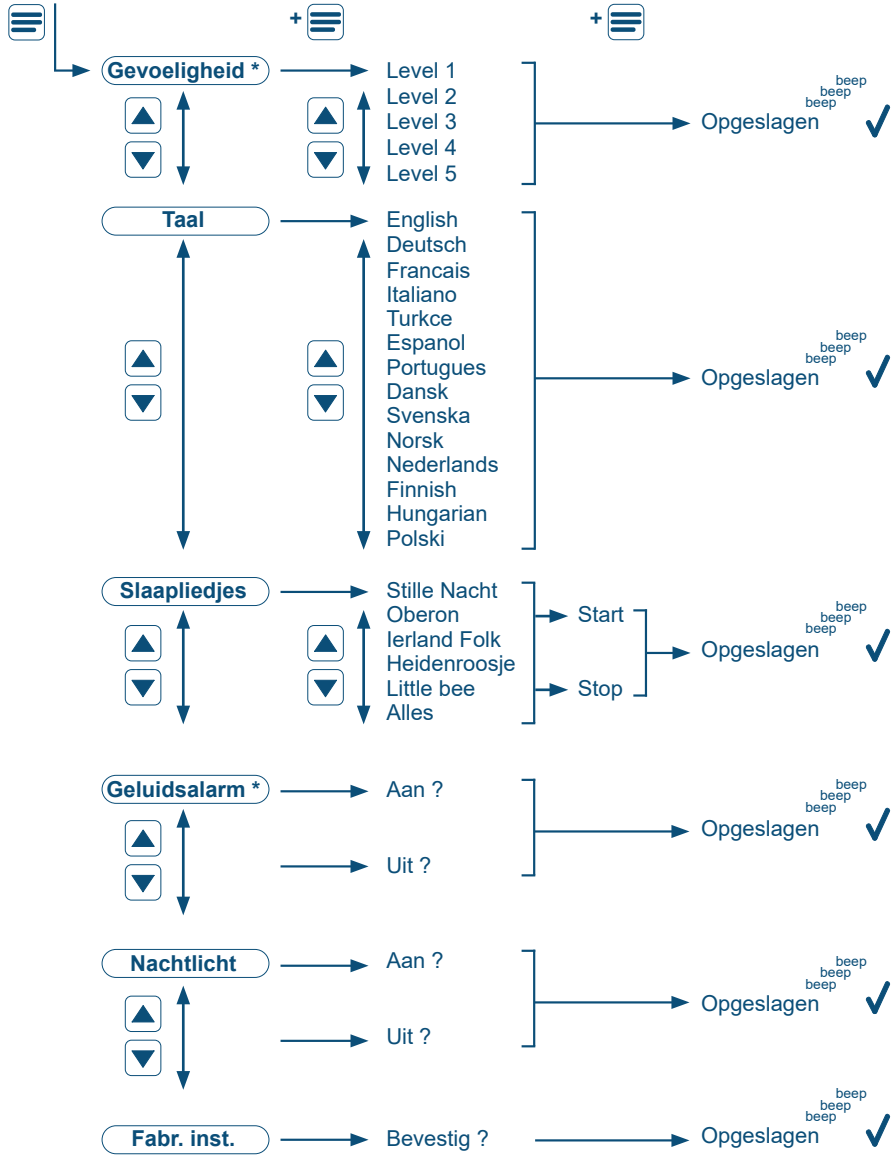 + +
Gevoeligheid * Level 1
Level 2
Level 3
Level 4
Level 5
beep
beep
beep
Opgeslagen
Taal English
Deutsch
Francais
Italiano
Turkce
Espanol
Portugues
Dansk
Svenska
Norsk
Nederlands
Finnish
Hungarian
Polski
beep
beep
beep
Opgeslagen
Slaapliedjes Stille Nacht
Oberon
Ierland Folk
Heidenroosje
Little bee
Alles
Start
Stop
beep
beep
beep
Opgeslagen
Geluidsalarm * Aan ?
Uit ?
beep
beep
beep
Opgeslagen
Nachtlicht Aan ?
Uit ?
beep
beep
beep
Opgeslagen
Fabr. inst. Bevestig ?
beep
beep
beep
Opgeslagen